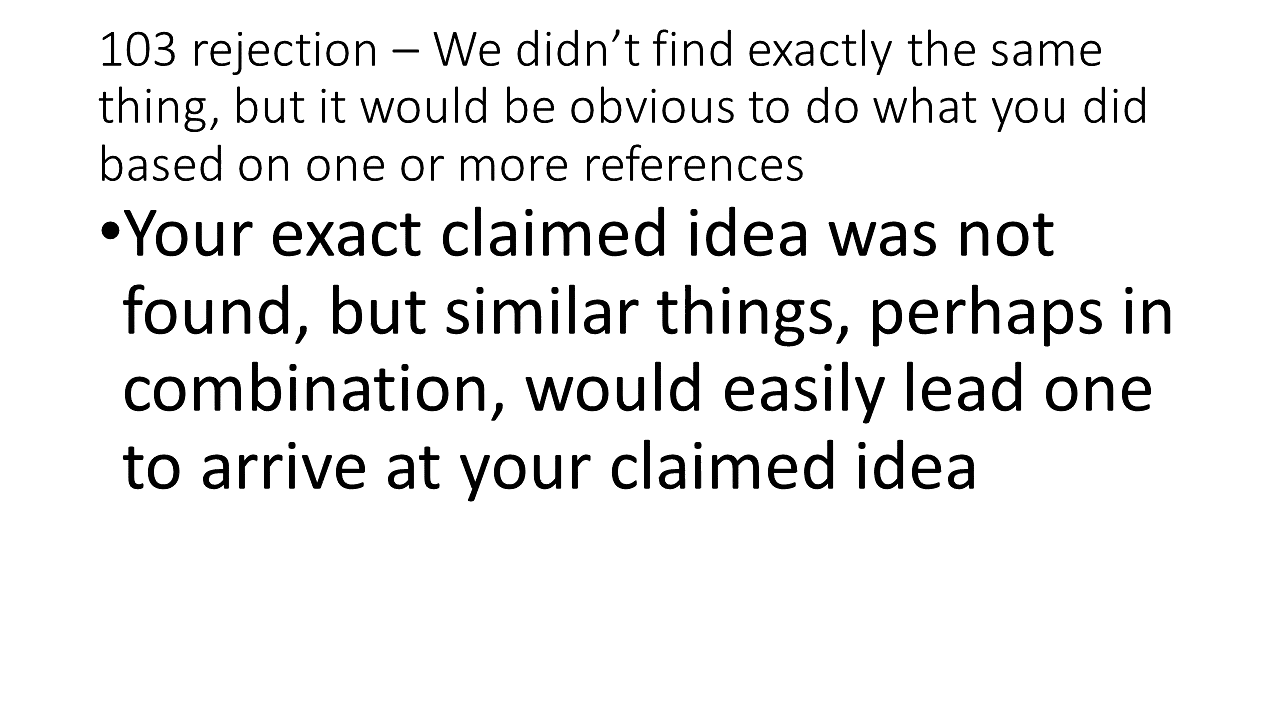 103 rejection – We didn’t find exactly the same
thing, but it would be obvious to do what you did
based on one or more references
•Your exact claimed idea was not
found, but similar things, perhaps in
combination, would easily lead one
to arrive at your claimed idea